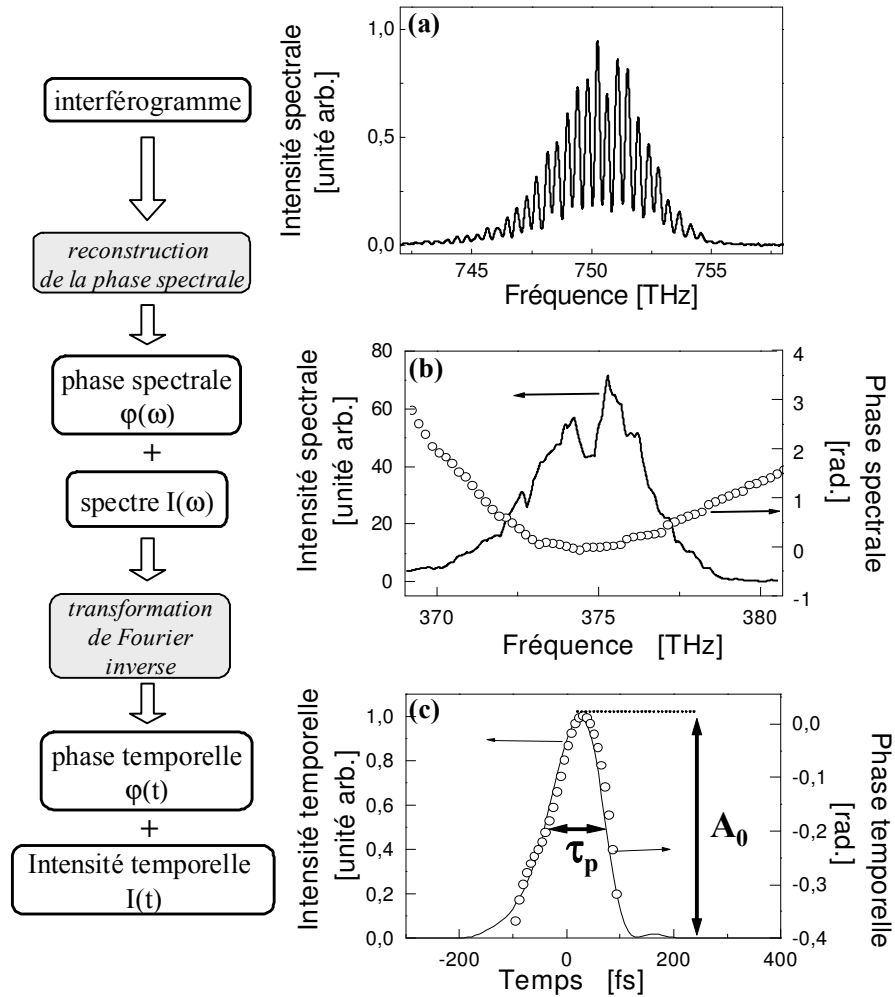 interférogramme
reconstruction
de la phase spectrale
phase spectrale
φ(ω)
+
spectre I(ω)
transformation
de Fourier
inverse
phase temporelle
φ(t)
+
Intensité temporelle
I(t)
(a)
Intensité spectrale
[unité arb.]
1,0
0,5
0,0
745
750
755
Fréquence [THz]
(b)
Intensité spectrale
[unité arb.]
80
60
40
20
0
4
3
2
1
0
-1
Phase spectrale
[rad.]
370
375
380
Fréquence [THz]
(c)
Intensité temporelle
[unité arb.]
1,0
0,8
0,6
0,4
0,2
0,0
τp
A0
0,0
-0,1
-0,2
-0,3
-0,4
Phase temporelle
[rad.]
-200
0
200
400
Temps [fs]